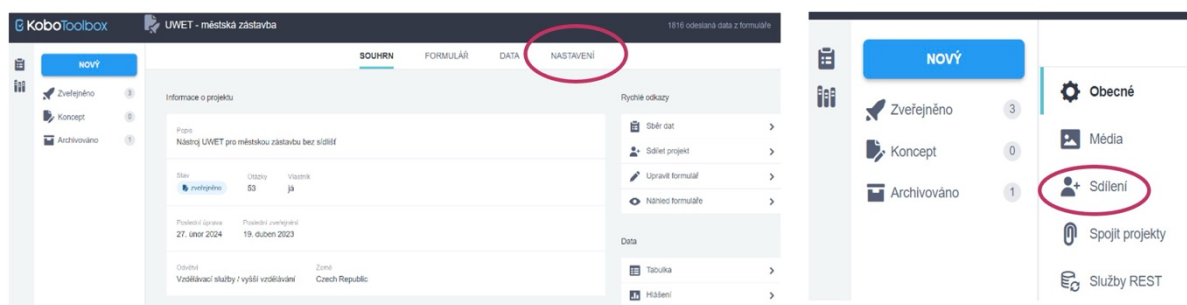 KoboToolbox
UWET - městská zástavba
1816 odeslaná data z formuláře
NOVÝ
Zveřejněno 3
Koncept 0
Archivováno 1
SOUHRN FORMULÁŘ DATA NASTAVENÍ
Informace o projektu
Popis
Nástroj UWET pro městskou zástavbu bez sídlišť
Stav Otázky Vlastník
zveřejněno 53 já
Poslední úprava Poslední zveřejnění
27. únor 2024 19. duben 2023
Odvětví Země
Vzdělávací služby / vyšší vzdělávání Czech Republic
Rychlé odkazy
Sběr dat
Sdílet projekt
Upravit formulář
Náhled formuláře
Data
Tabulka
Hlášení
NOVÝ
Zveřejněno 3
Koncept 0
Archivováno 1
Obecné
Média
Sdílení
Spojit projekty
Služby REST